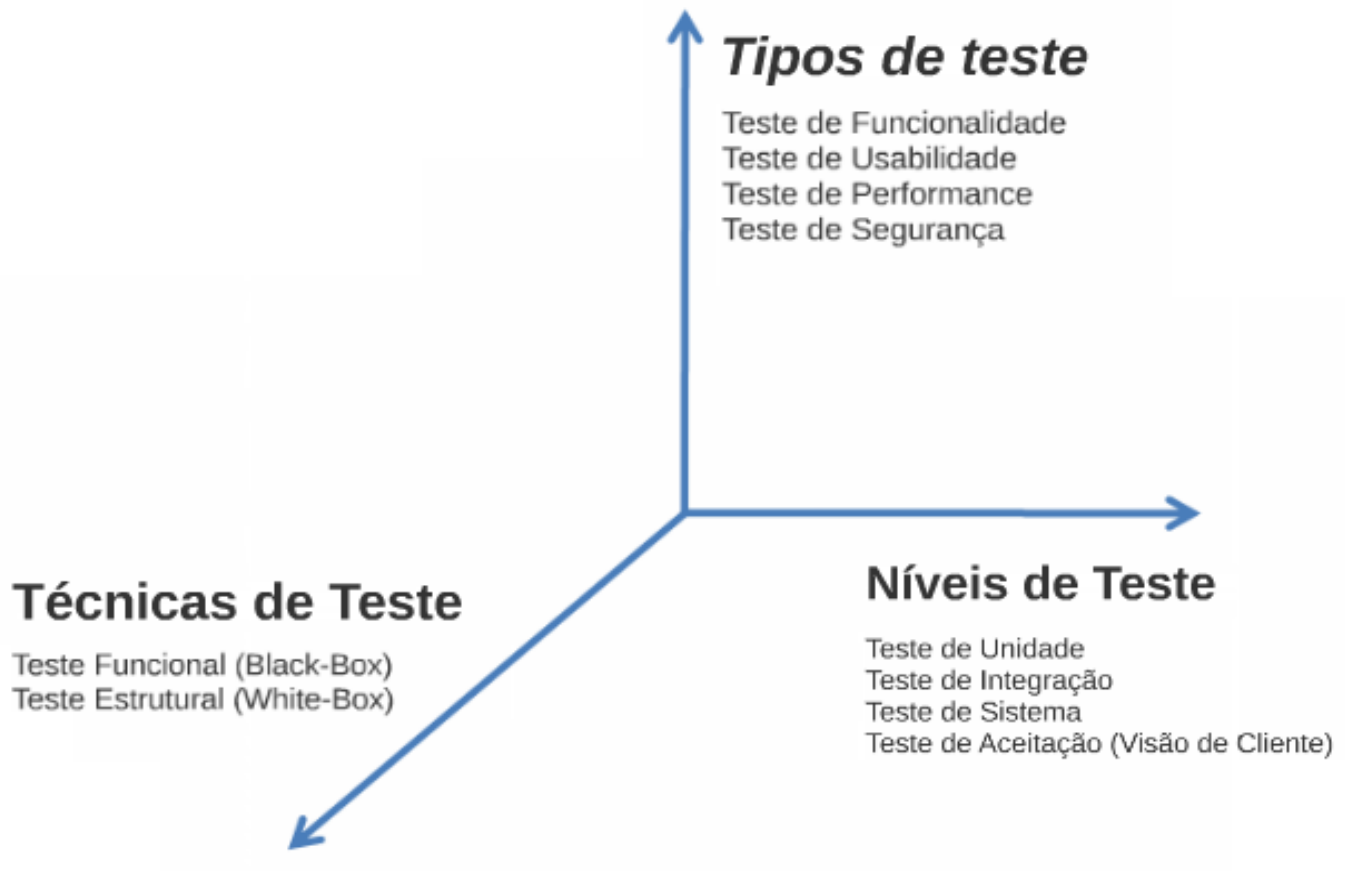 Tipos de teste
Teste de Funcionalidade
Teste de Usabilidade
Teste de Performance
Teste de Segurança
Técnicas de Teste
Teste Funcional (Black-Box)
Teste Estrutural (White-Box)
Níveis de Teste
Teste de Unidade
Teste de Integração
Teste de Sistema
Teste de Aceitação (Visão de Cliente)